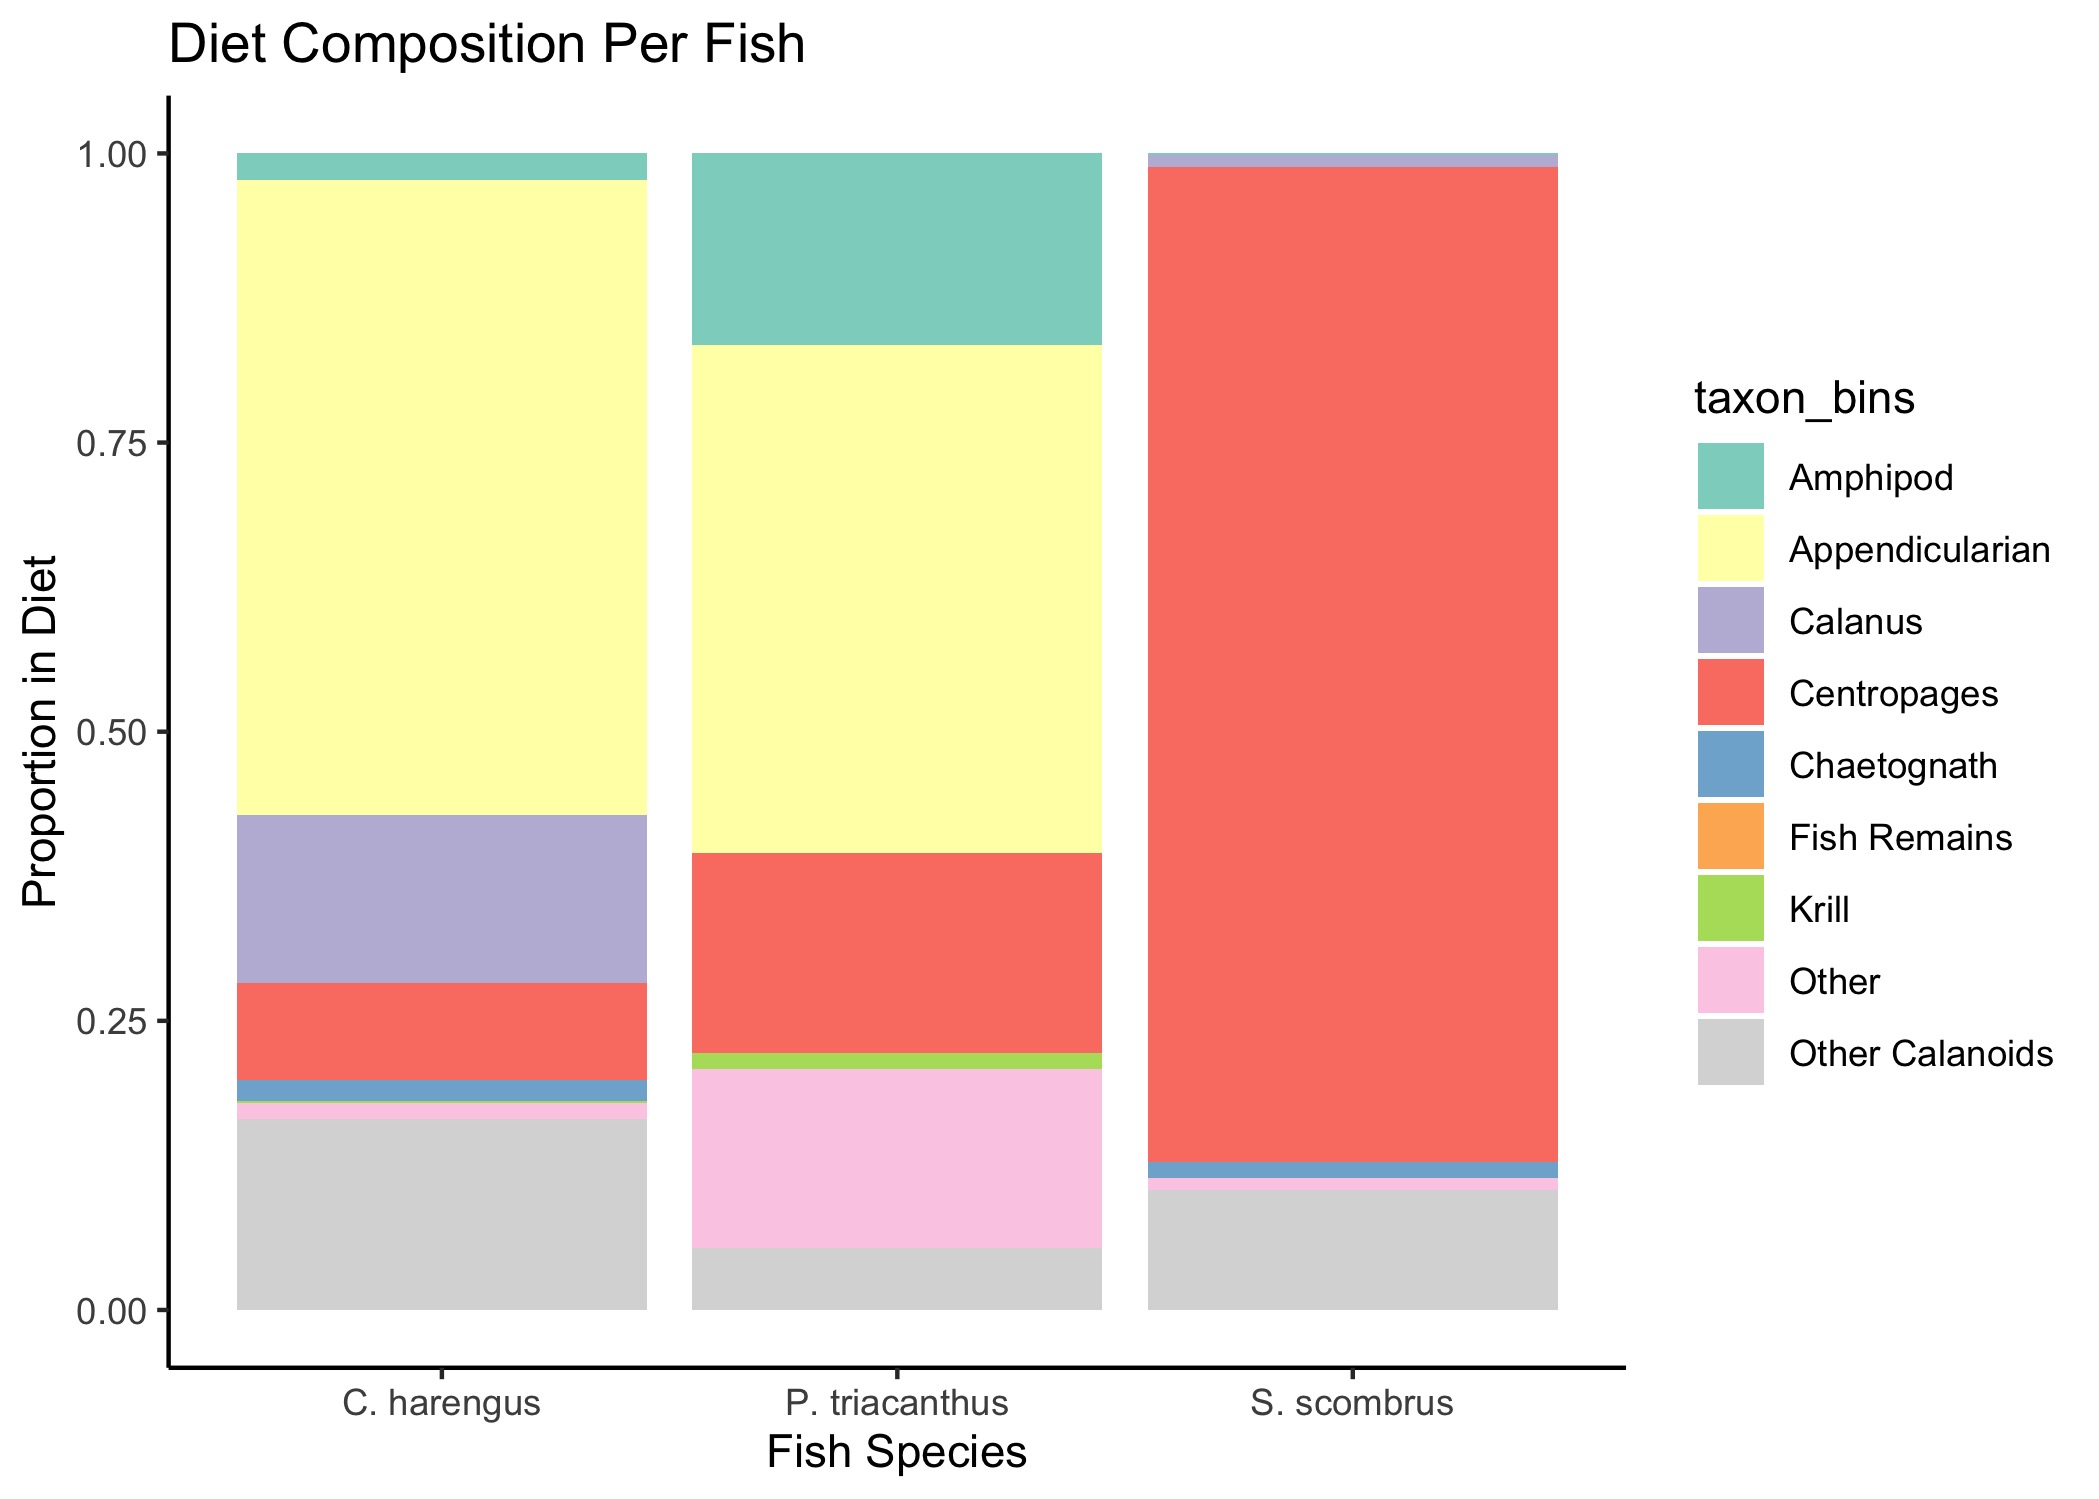 Diet Composition Per Fish
Proportion in Diet
1.00
0.75
0.50
0.25
0.00
C. harengus
P. triacanthus
S. scombrus
Fish Species
taxon_bins
Amphipod
Appendicularian
Calanus
Centropages
Chaetognath
Fish Remains
Krill
Other
Other Calanoids